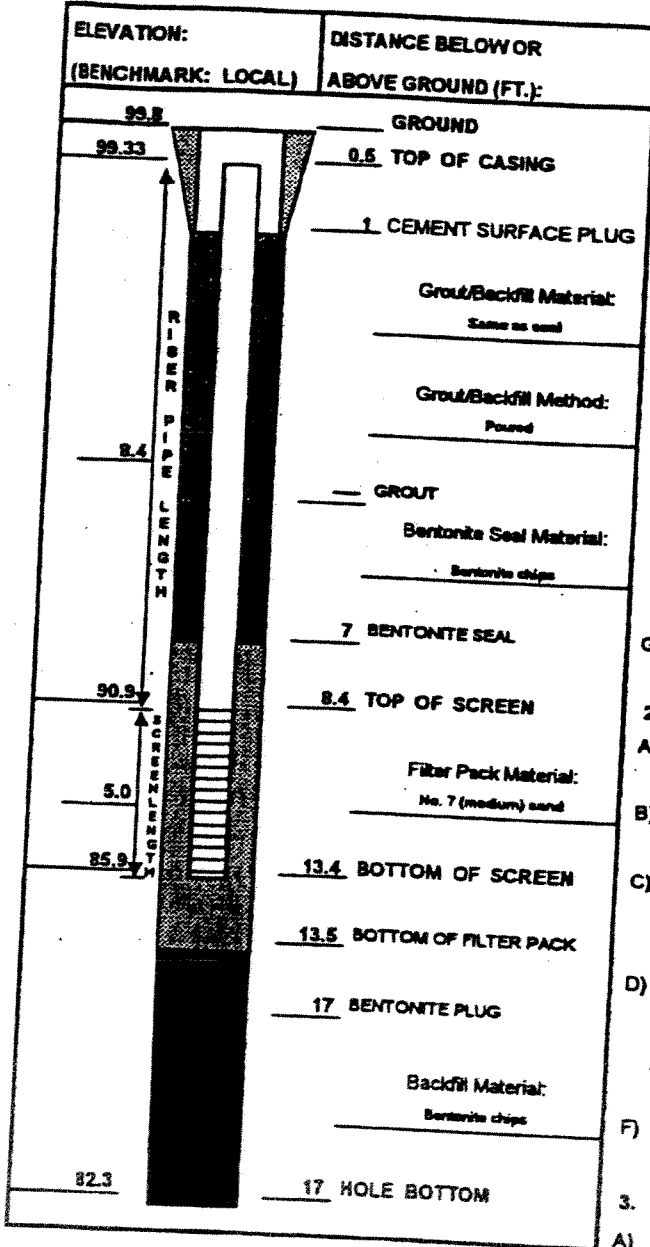 ELEVATION:
(BENCHMARK: LOCAL)
DISTANCE BELOW OR
ABOVE GROUND (FT.):
99.8
GROUND
99.33
0.5 TOP OF CASING
1 CEMENT SURFACE PLUG
Grout/Backfill Material:
Same as seal
RISER PIPE LENGTH
Grout/Backfill Method:
Poured
8.4
GROUT
Bentonite Seal Material:
Bentonite chips
7 BENTONITE SEAL
90.9
8.4 TOP OF SCREEN
SCREEN LENGTH
Filter Pack Material:
No. 7 (medium) sand
5.0
85.9
13.4 BOTTOM OF SCREEN
13.5 BOTTOM OF FILTER PACK
17 BENTONITE PLUG
Backfill Material:
Bentonite chips
82.3
17 HOLE BOTTOM
G
2
A
B)
C)
D)
F)
3.
A)